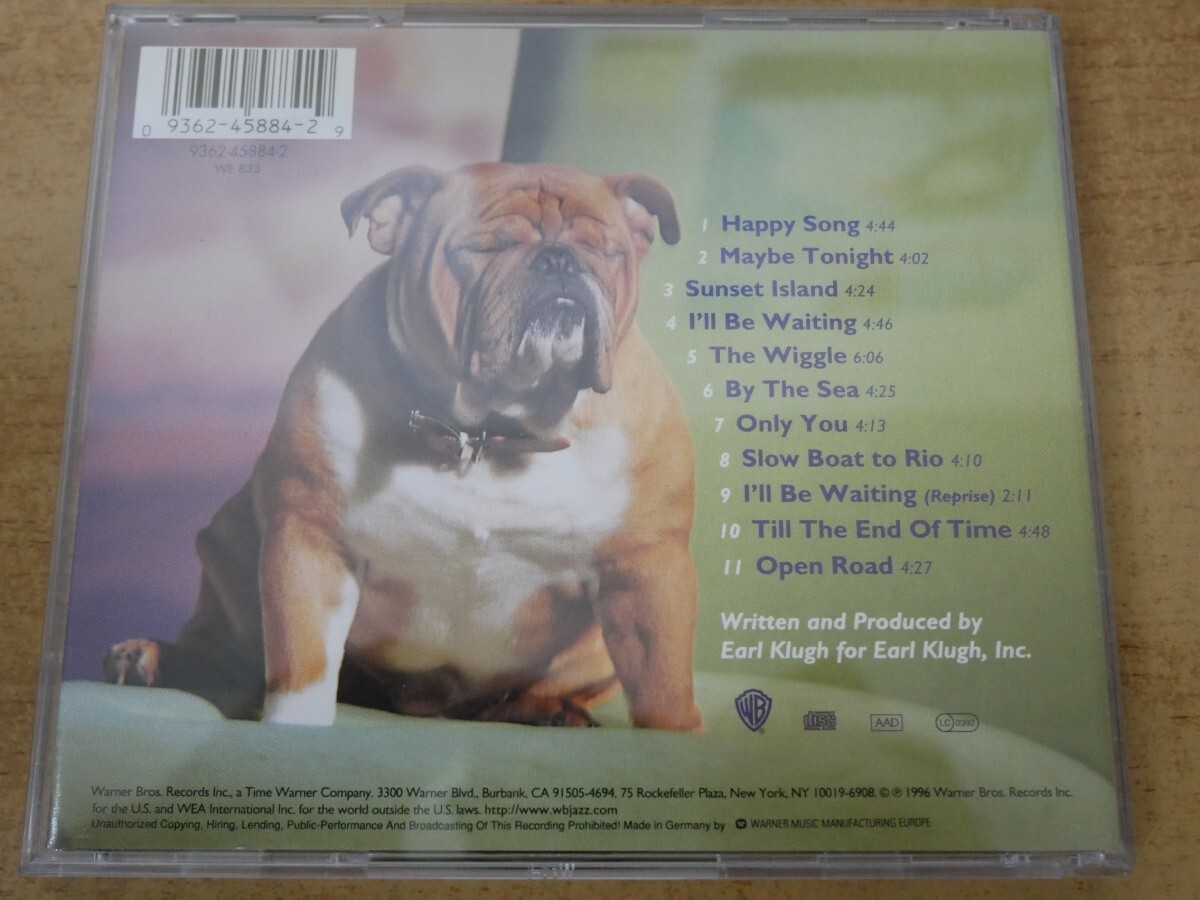 0 9362-45884-2 9
9362-45884-2
WE 833
1 Happy Song 4:44
2 Maybe Tonight 4:02
3 Sunset Island 4:24
4 I'll Be Waiting 4:46
5 The Wiggle 6:06
6 By The Sea 4:25
7 Only You 4:13
8 Slow Boat to Rio 4:10
9 I'll Be Waiting (Reprise) 2:11
10 Till The End Of Time 4:48
11 Open Road 4:27
Written and Produced by
Earl Klugh for Earl Klugh, Inc.
WB disc AAD LC 0392
Warner Bros. Records Inc., a Time Warner Company. 3300 Warner Blvd., Burbank, CA 91505-4694. 75 Rockefeller Plaza, New York, NY 10019-6908. © ℗ 1996 Warner Bros. Records Inc.
for the U.S. and WEA International Inc. for the world outside the U.S. laws. http://www.wbjazz.com
Unauthorized Copying, Hiring, Lending, Public-Performance And Broadcasting Of This Recording Prohibited! Made in Germany by WARNER MUSIC MANUFACTURING EUROPE